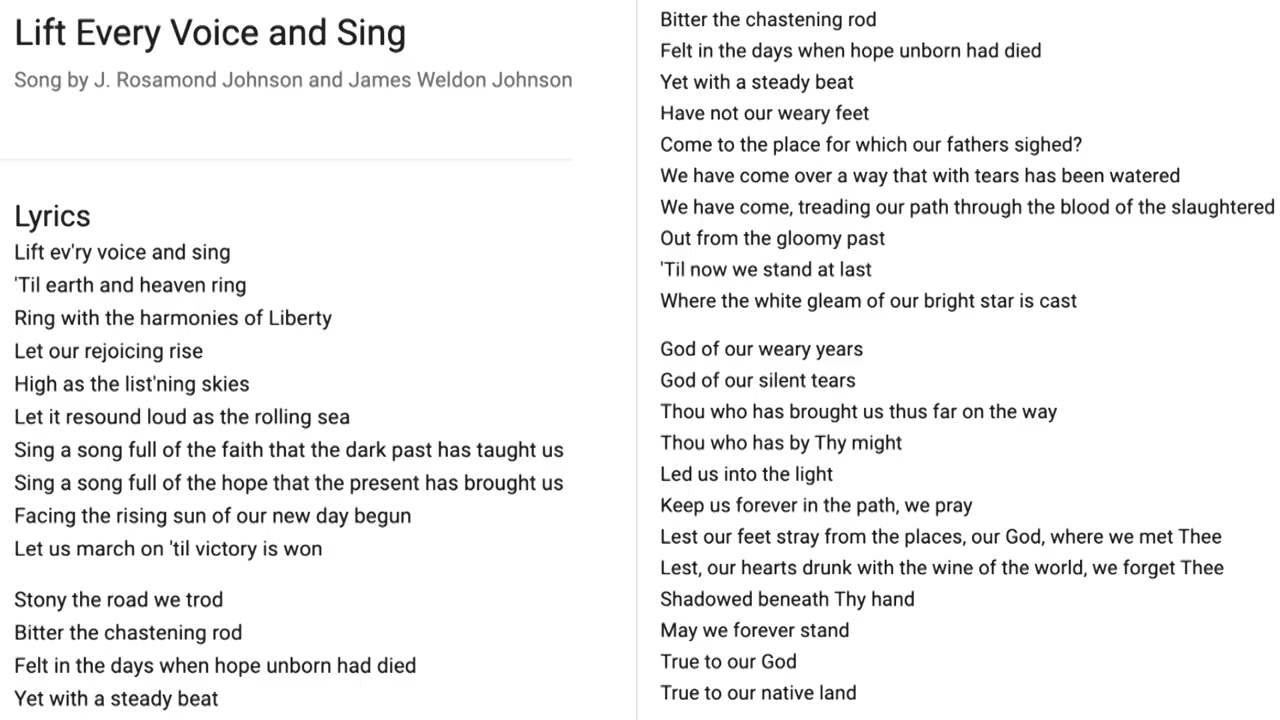 Lift Every Voice and Sing
Song by J. Rosamond Johnson and James Weldon Johnson
Lyrics
Lift ev'ry voice and sing
'Til earth and heaven ring
Ring with the harmonies of Liberty
Let our rejoicing rise
High as the list'ning skies
Let it resound loud as the rolling sea
Sing a song full of the faith that the dark past has taught us
Sing a song full of the hope that the present has brought us
Facing the rising sun of our new day begun
Let us march on 'til victory is won
Stony the road we trod
Bitter the chastening rod
Felt in the days when hope unborn had died
Yet with a steady beat
Bitter the chastening rod
Felt in the days when hope unborn had died
Yet with a steady beat
Have not our weary feet
Come to the place for which our fathers sighed?
We have come over a way that with tears has been watered
We have come, treading our path through the blood of the slaughtered
Out from the gloomy past
'Til now we stand at last
Where the white gleam of our bright star is cast
God of our weary years
God of our silent tears
Thou who has brought us thus far on the way
Thou who has by Thy might
Led us into the light
Keep us forever in the path, we pray
Lest our feet stray from the places, our God, where we met Thee
Lest, our hearts drunk with the wine of the world, we forget Thee
Shadowed beneath Thy hand
May we forever stand
True to our God
True to our native land